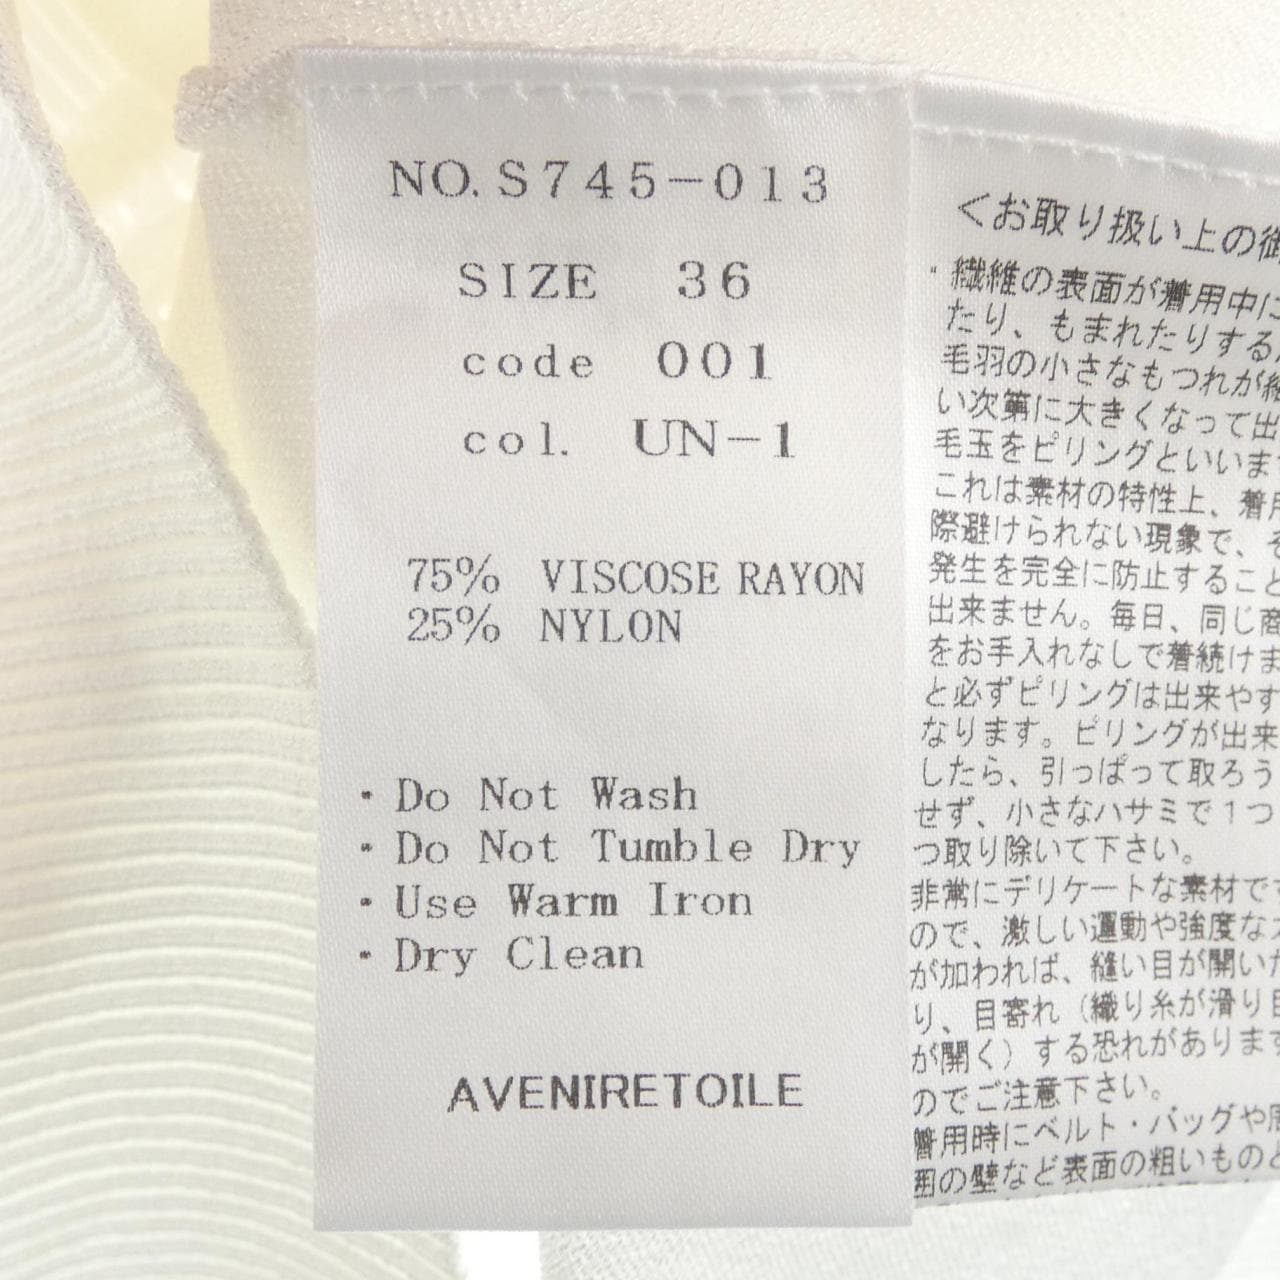 NO. S745-013
SIZE 36
code 001
col. UN-1
75% VISCOSE RAYON
25% NYLON
・Do Not Wash
・Do Not Tumble Dry
・Use Warm Iron
・Dry Clean
AVENIRETOILE
<お取り扱い上の御
・繊維の表面が着用中に
たり、もまれたりする
毛羽の小さなもつれが
い次第に大きくなって出
毛玉をピリングといいま
これは素材の特性上、着用
際避けられない現象で、そ
発生を完全に防止すること
出来ません。毎日、同じ商
をお手入れなしで着続けま
と必ずピリングは出来やす
なります。ピリングが出来
したら、引っぱって取ろう
せず、小さなハサミで1つ
つ取り除いて下さい。
非常にデリケートな素材です
ので、激しい運動や強度な
が加われば、縫い目が開いた
り、目寄れ（織り糸が滑り目
が開く）する恐れがあります
のでご注意下さい。
着用時にベルト・バッグや周
囲の壁など表面の粗いものと